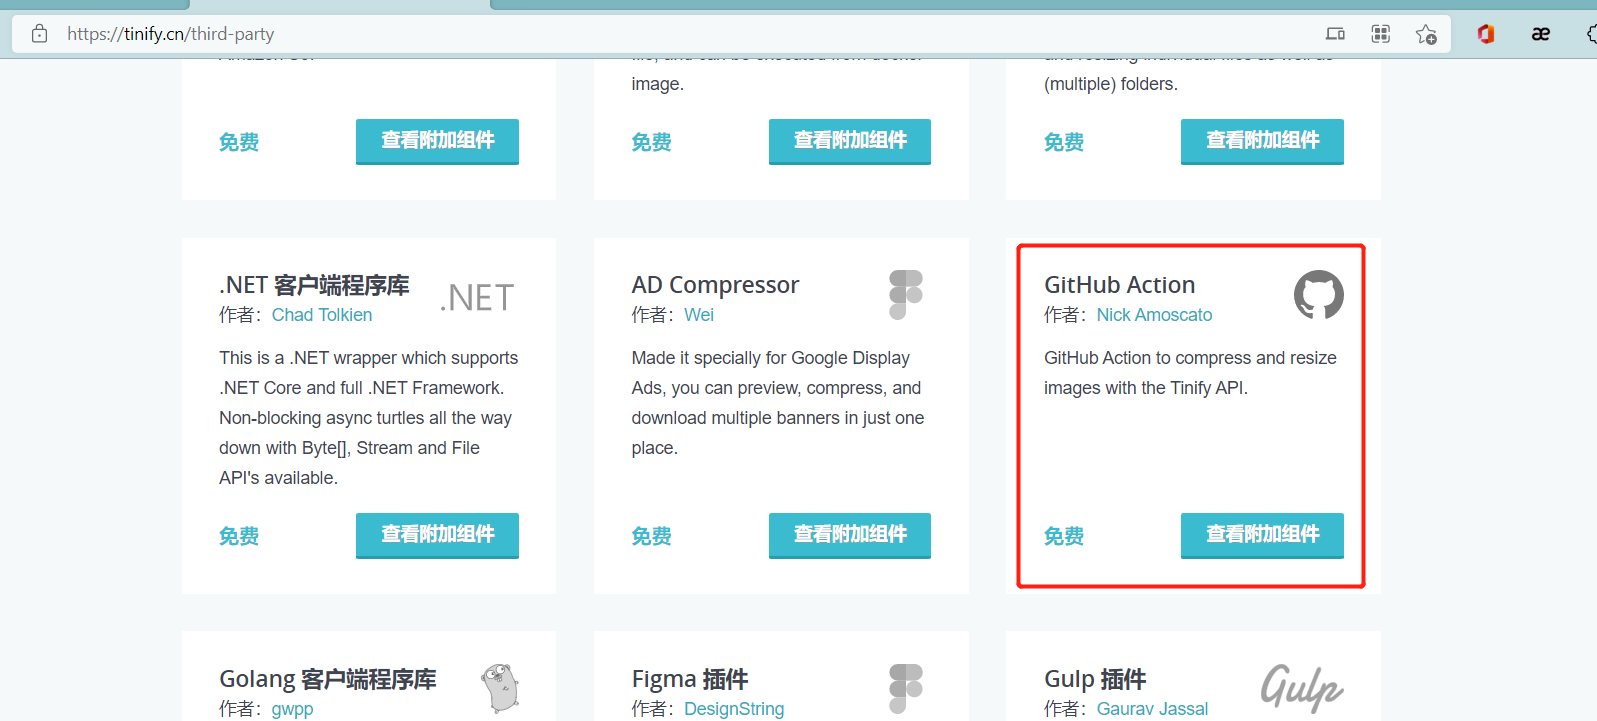 https://tinify.cn/third-party
image.
(multiple) folders.
免费
查看附加组件
免费
查看附加组件
免费
查看附加组件
.NET 客户端程序库
.NET
作者：Chad Tolkien
This is a .NET wrapper which supports
.NET Core and full .NET Framework.
Non-blocking async turtles all the way
down with Byte[], Stream and File
API's available.
免费
查看附加组件
AD Compressor
作者：Wei
Made it specially for Google Display
Ads, you can preview, compress, and
download multiple banners in just one
place.
免费
查看附加组件
GitHub Action
作者：Nick Amoscato
GitHub Action to compress and resize
images with the Tinify API.
免费
查看附加组件
Golang 客户端程序库
作者：gwpp
Figma 插件
作者：DesignString
Gulp 插件
Gulp
作者：Gaurav Jassal